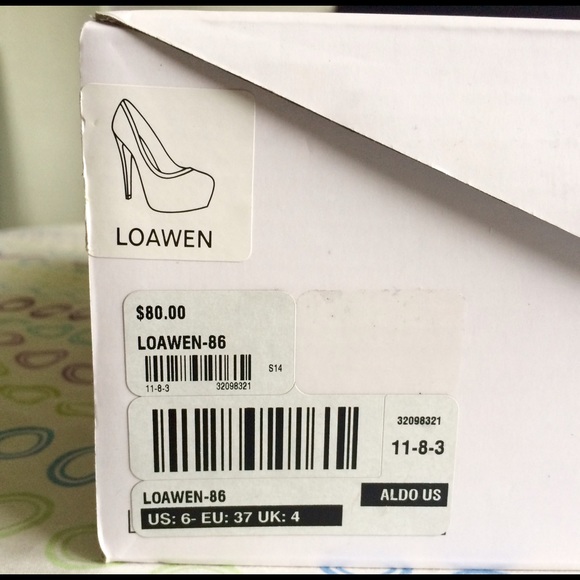 LOAWEN
$80.00
LOAWEN-86
S14
11-8-3 32098321
32098321
11-8-3
LOAWEN-86 ALDO US
US: 6- EU: 37 UK: 4